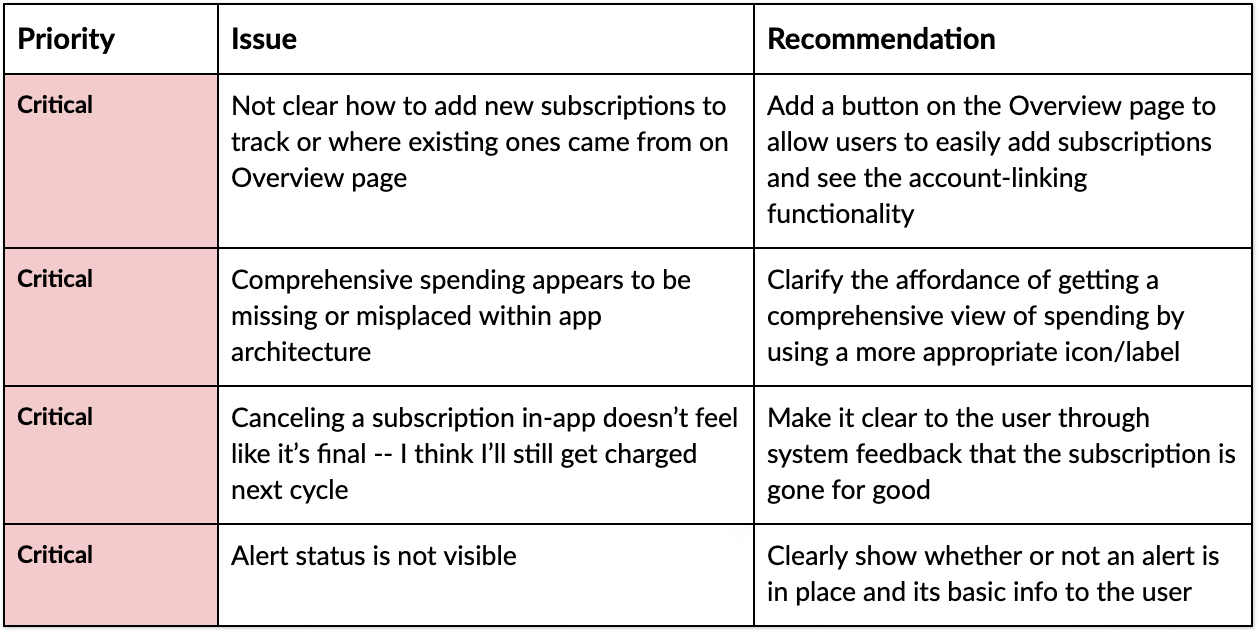 Priority Issue Recommendation
Critical
Not clear how to add new subscriptions to
track or where existing ones came from on
Overview page
Add a button on the Overview page to
allow users to easily add subscriptions
and see the account-linking
functionality
Critical
Comprehensive spending appears to be
missing or misplaced within app
architecture
Clarify the affordance of getting a
comprehensive view of spending by
using a more appropriate icon/label
Critical
Canceling a subscription in-app doesn’t feel
like it’s final -- I think I’ll still get charged
next cycle
Make it clear to the user through
system feedback that the subscription is
gone for good
Critical
Alert status is not visible
Clearly show whether or not an alert is
in place and its basic info to the user